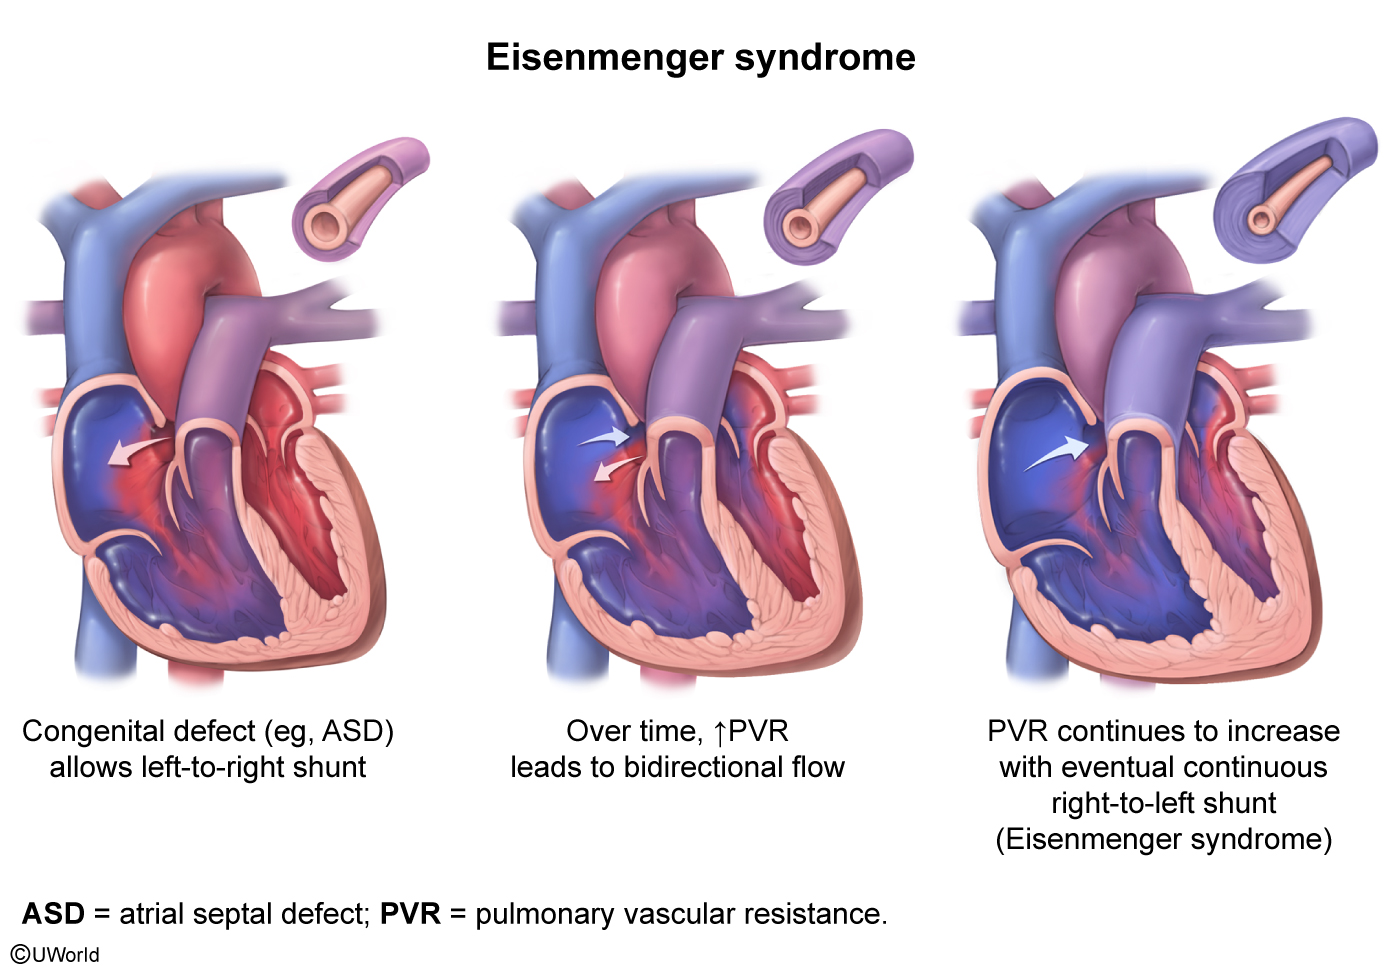 Eisenmenger syndrome
Congenital defect (eg, ASD)
allows left-to-right shunt
Over time, ↑PVR
leads to bidirectional flow
PVR continues to increase
with eventual continuous
right-to-left shunt
(Eisenmenger syndrome)
ASD = atrial septal defect; PVR = pulmonary vascular resistance.
©UWorld